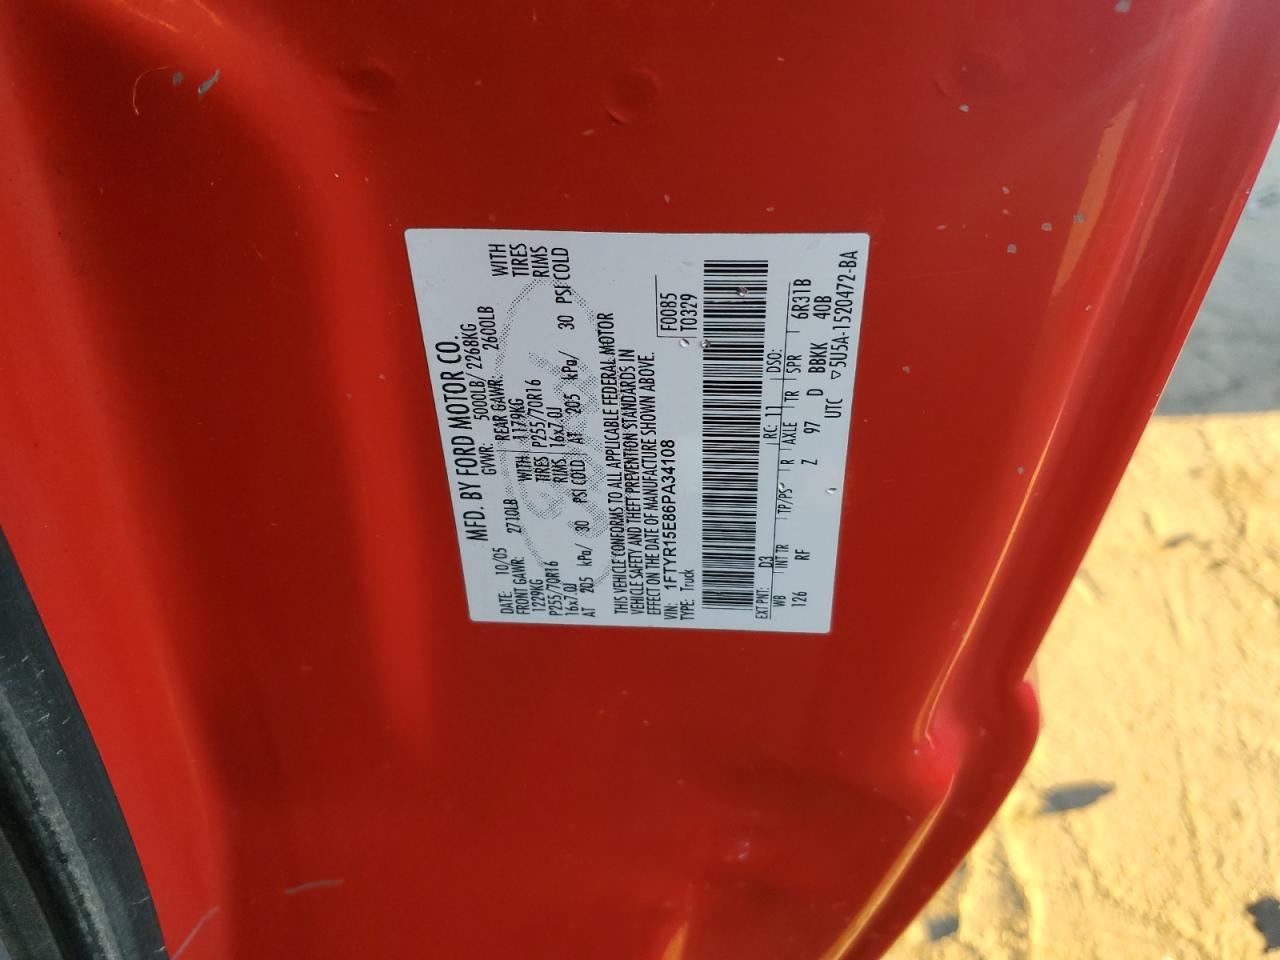 MFD. BY FORD MOTOR CO.
DATE: 10/05 GVWR: 5000LB/ 2268KG
FRONT GAWR: 2710LB REAR GAWR: 2600LB
1229KG WITH 1179KG WITH
P255/70R16 TIRES P255/70R16 TIRES
16x7.0J RIMS 16x7.0J RIMS
AT 205 kPa/ 30 PSI COLD AT 205 kPa/ 30 PSI COLD
THIS VEHICLE CONFORMS TO ALL APPLICABLE FEDERAL MOTOR
VEHICLE SAFETY AND THEFT PREVENTION STANDARDS IN
EFFECT ON THE DATE OF MANUFACTURE SHOWN ABOVE.
VIN: 1FTYR15E86PA34108 F0085
TYPE: Truck T0329
EXT PNT: D3 RC: 11 DSO:
WB INT TR TP/PS R AXLE TR SPR 6R31B
126 RF Z 97 D BBKK 40B
UTC ▽5U5A-1520472-BA